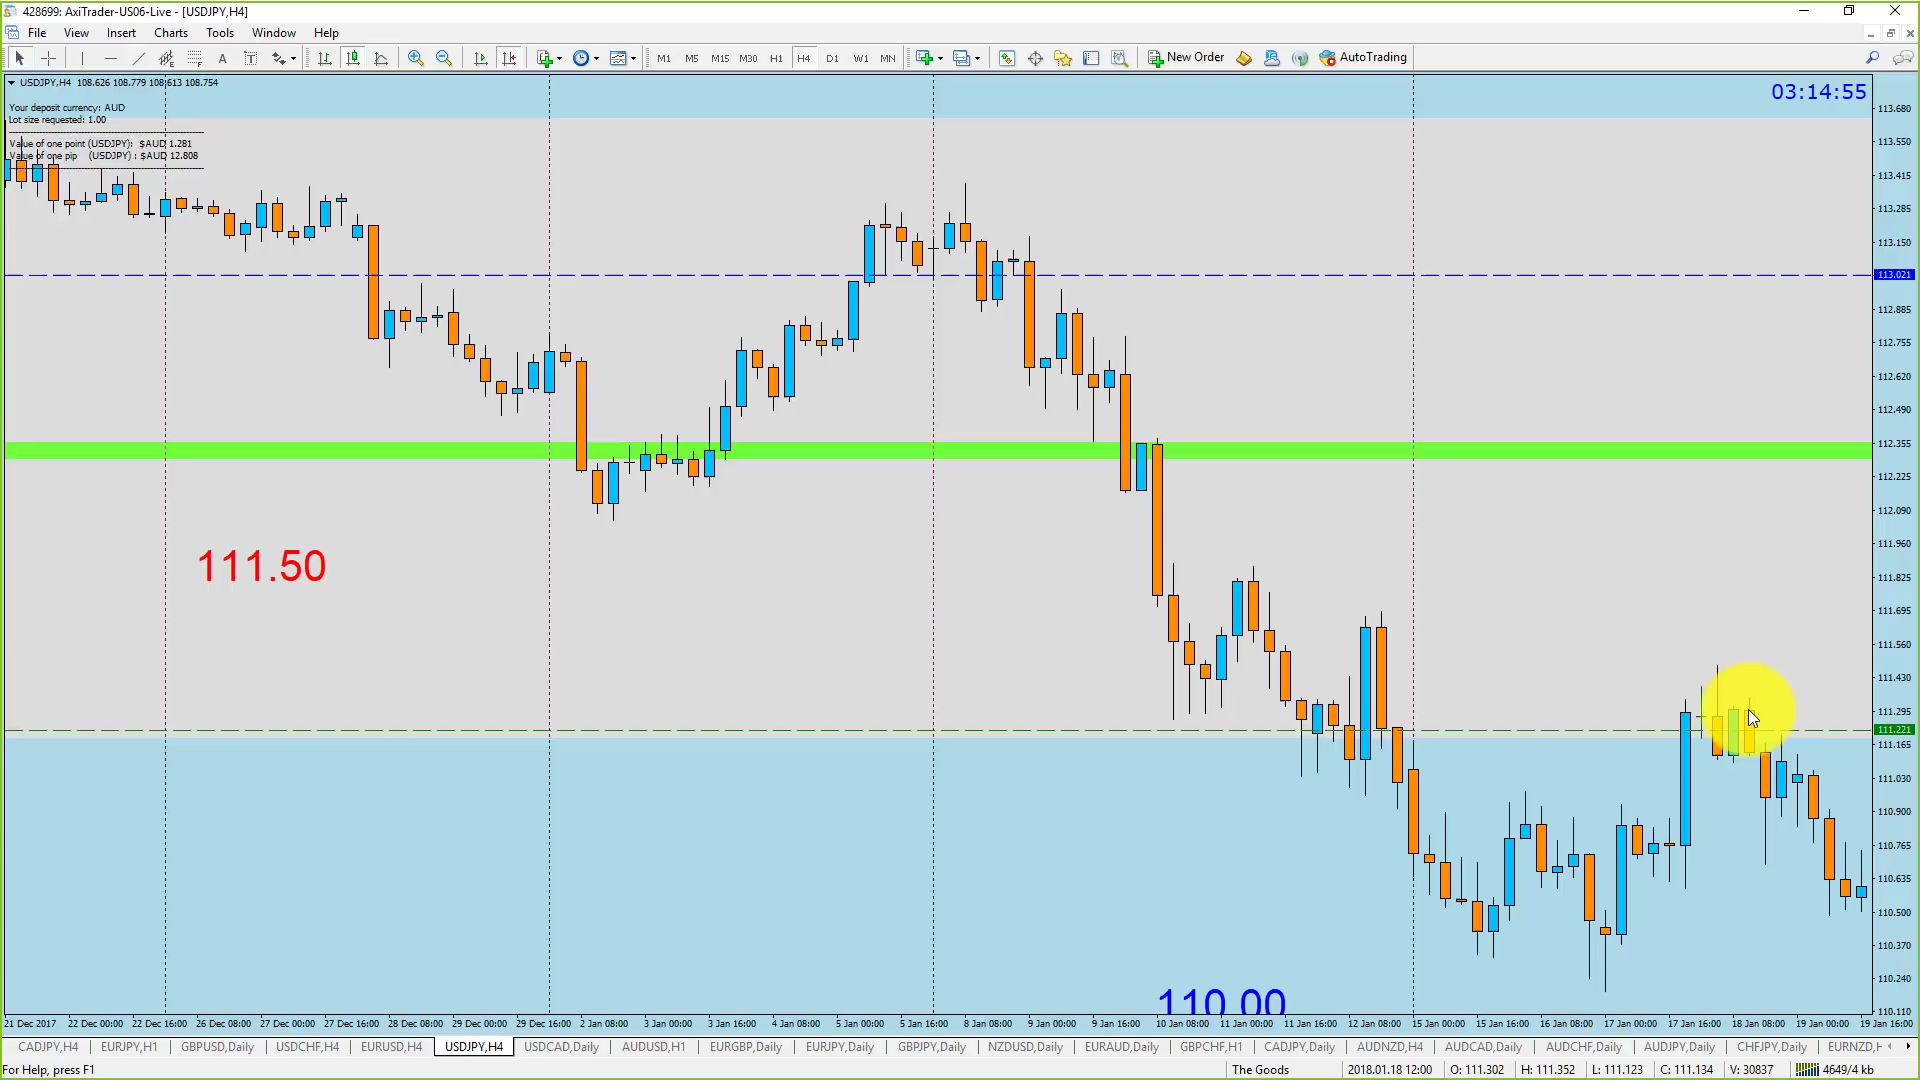 428699: AxiTrader-US06-Live - [USDJPY,H4]
File View Insert Charts Tools Window Help
A T M1 M5 M15 M30 H1 H4 D1 W1 MN New Order AutoTrading
USDJPY,H4 108.626 108.779 108.613 108.754
03:14:55
Your deposit currency: AUD
Lot size requested: 1.00
Value of one point (USDJPY): $AUD 1.281
Value of one pip (USDJPY) : $AUD 12.808
113.680
113.550
113.415
113.285
113.150
113.021
112.885
112.755
112.620
112.490
112.355
112.225
112.090
111.960
111.50
111.825
111.695
111.560
111.430
111.295
111.221
111.165
111.030
110.900
110.765
110.635
110.500
110.370
110.240
110.00
110.110
21 Dec 2017 22 Dec 00:00 22 Dec 16:00 26 Dec 08:00 27 Dec 00:00 27 Dec 16:00 28 Dec 08:00 29 Dec 00:00 29 Dec 16:00 2 Jan 08:00 3 Jan 00:00 3 Jan 16:00 4 Jan 08:00 5 Jan 00:00 5 Jan 16:00 8 Jan 08:00 9 Jan 00:00 9 Jan 16:00 10 Jan 08:00 11 Jan 00:00 11 Jan 16:00 12 Jan 08:00 15 Jan 00:00 15 Jan 16:00 16 Jan 08:00 17 Jan 00:00 17 Jan 16:00 18 Jan 08:00 19 Jan 00:00 19 Jan 16:00
CADJPY,H4 EURJPY,H1 GBPUSD,Daily USDCHF,H4 EURUSD,H4 USDJPY,H4 USDCAD,Daily AUDUSD,H1 EURGBP,Daily EURJPY,Daily GBPJPY,Daily NZDUSD,Daily EURAUD,Daily GBPCHF,H1 CADJPY,Daily AUDNZD,H4 AUDCAD,Daily AUDCHF,Daily AUDJPY,Daily CHFJPY,Daily EURNZD,H
For Help, press F1 The Goods 2018.01.18 12:00 O: 111.302 H: 111.352 L: 111.123 C: 111.134 V: 30837 4649/4 kb